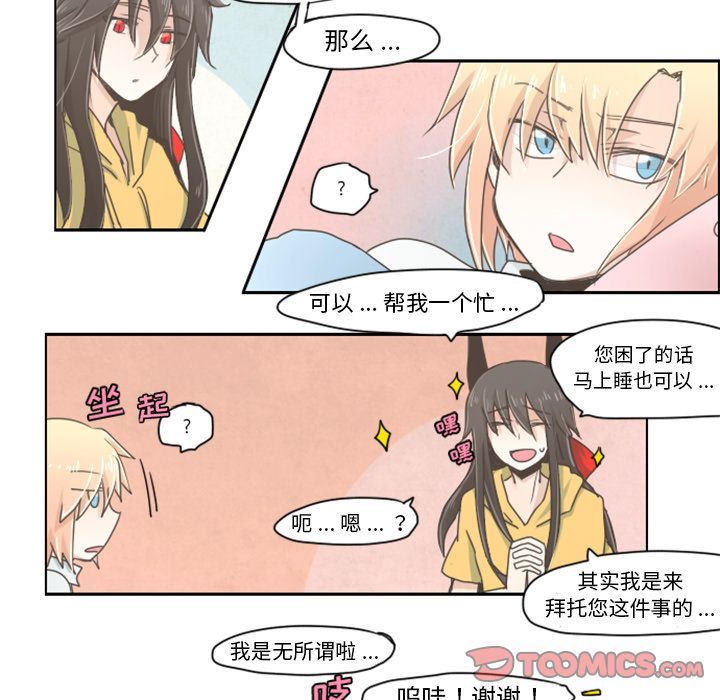 那么 ...
?
可以 ... 帮我一个忙 ...
您困了的话
马上睡也可以 ...
坐起
?
嘿
嘿
呃 ... 嗯 ... ？
其实我是来
拜托您这件事的 ...
我是无所谓啦 ...
呜哇！谢谢！
吱
TOOMICS.COM